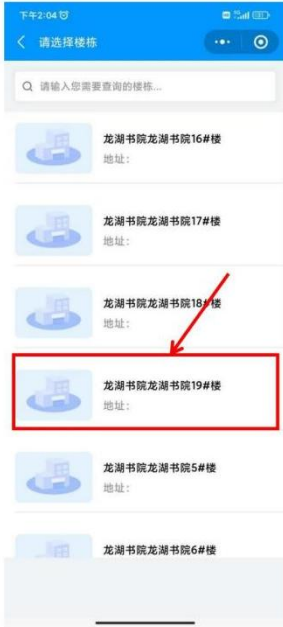 下午2:04
请选择楼栋
请输入您需要查询的楼栋...
龙湖书院龙湖书院16#楼
地址:
龙湖书院龙湖书院17#楼
地址:
龙湖书院龙湖书院18#楼
地址:
龙湖书院龙湖书院19#楼
地址:
龙湖书院龙湖书院5#楼
地址:
龙湖书院龙湖书院6#楼